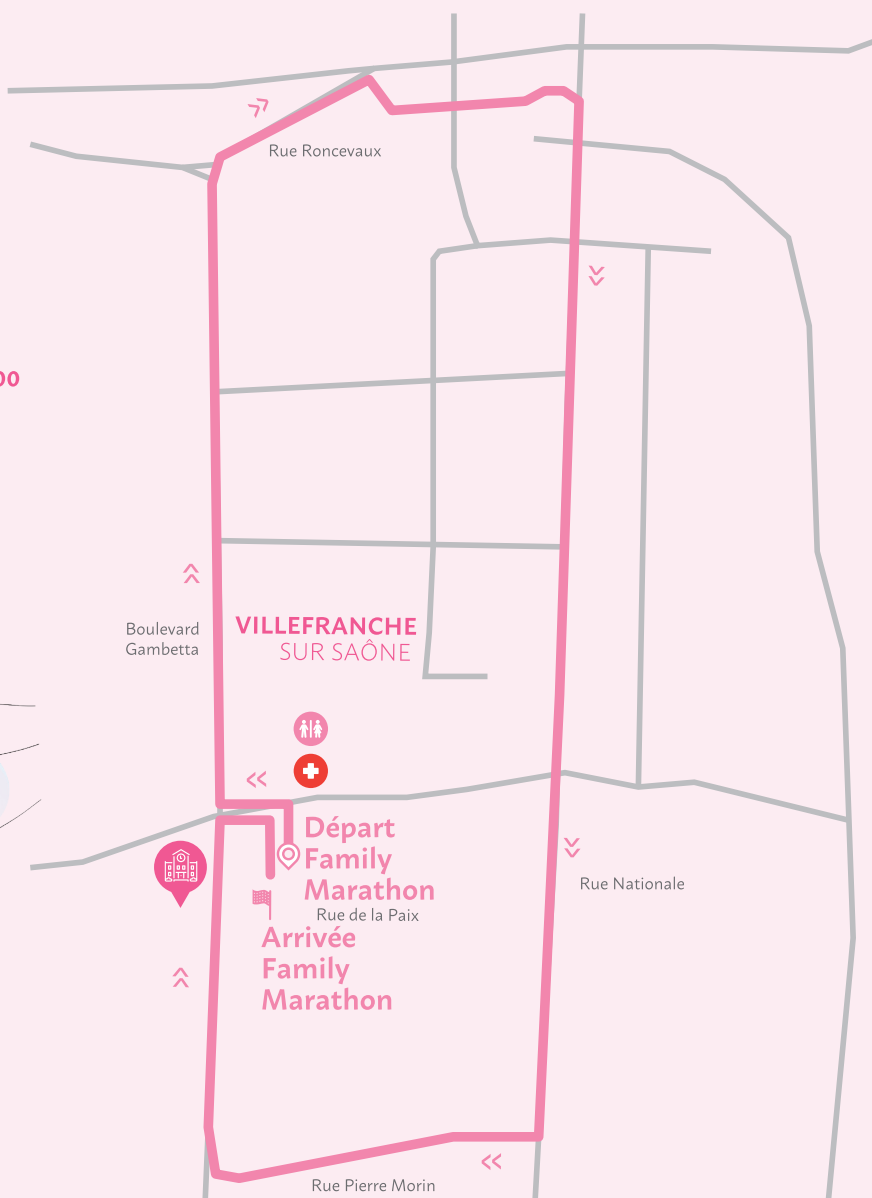 Rue Roncevaux
00
Boulevard
Gambetta
VILLEFRANCHE
SUR SAÔNE
Départ
Family
Marathon
Rue Nationale
Rue de la Paix
Arrivée
Family
Marathon
Rue Pierre Morin